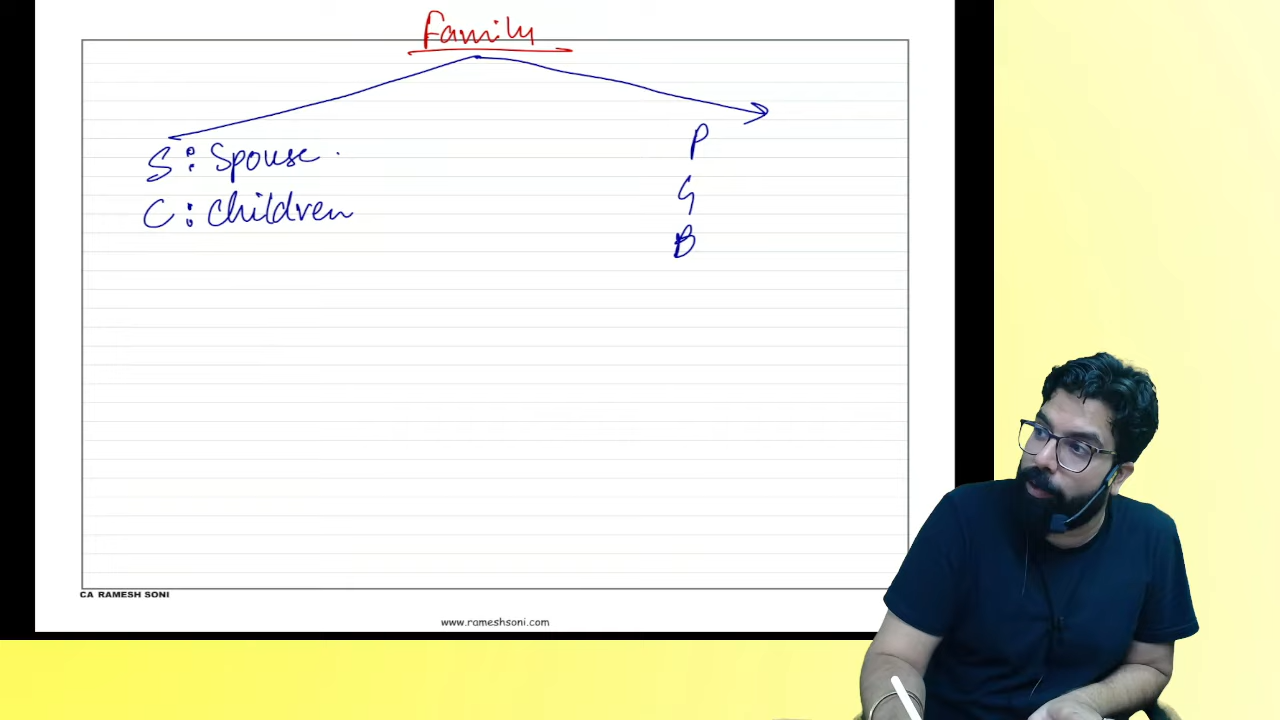 Family
S : Spouse
C : Children
P
G
B
CA RAMESH SONI
www.rameshsoni.com